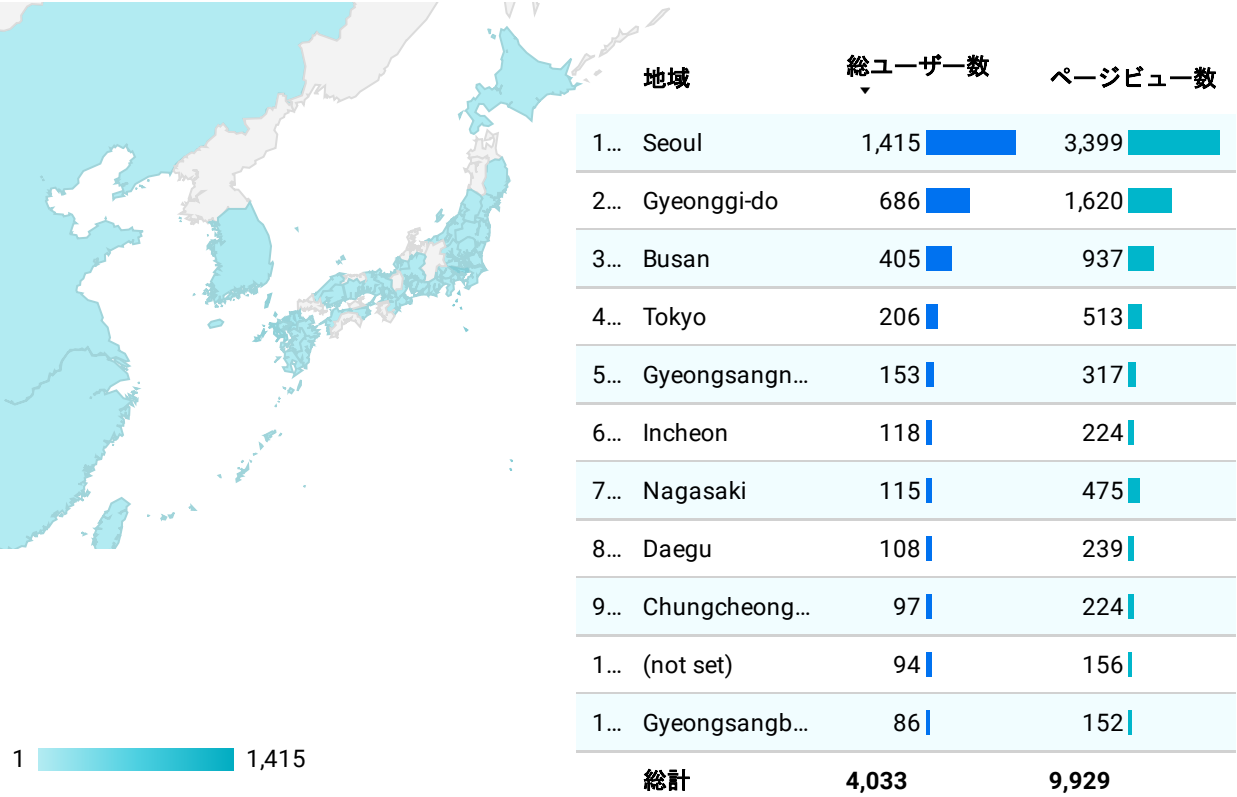 地域 総ユーザー数 ページビュー数
1... Seoul 1,415 3,399
2... Gyeonggi-do 686 1,620
3... Busan 405 937
4... Tokyo 206 513
5... Gyeongsangn... 153 317
6... Incheon 118 224
7... Nagasaki 115 475
8... Daegu 108 239
9... Chungcheong... 97 224
1... (not set) 94 156
1... Gyeongsangb... 86 152
総計 4,033 9,929
1 1,415